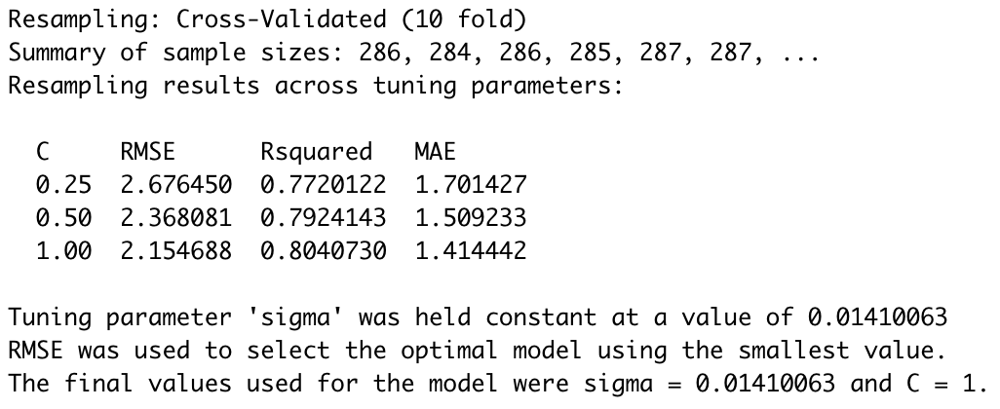 Resampling: Cross-Validated (10 fold)
Summary of sample sizes: 286, 284, 286, 285, 287, 287, ...
Resampling results across tuning parameters:

  C     RMSE      Rsquared   MAE
  0.25  2.676450  0.7720122  1.701427
  0.50  2.368081  0.7924143  1.509233
  1.00  2.154688  0.8040730  1.414442

Tuning parameter 'sigma' was held constant at a value of 0.01410063
RMSE was used to select the optimal model using the smallest value.
The final values used for the model were sigma = 0.01410063 and C = 1.